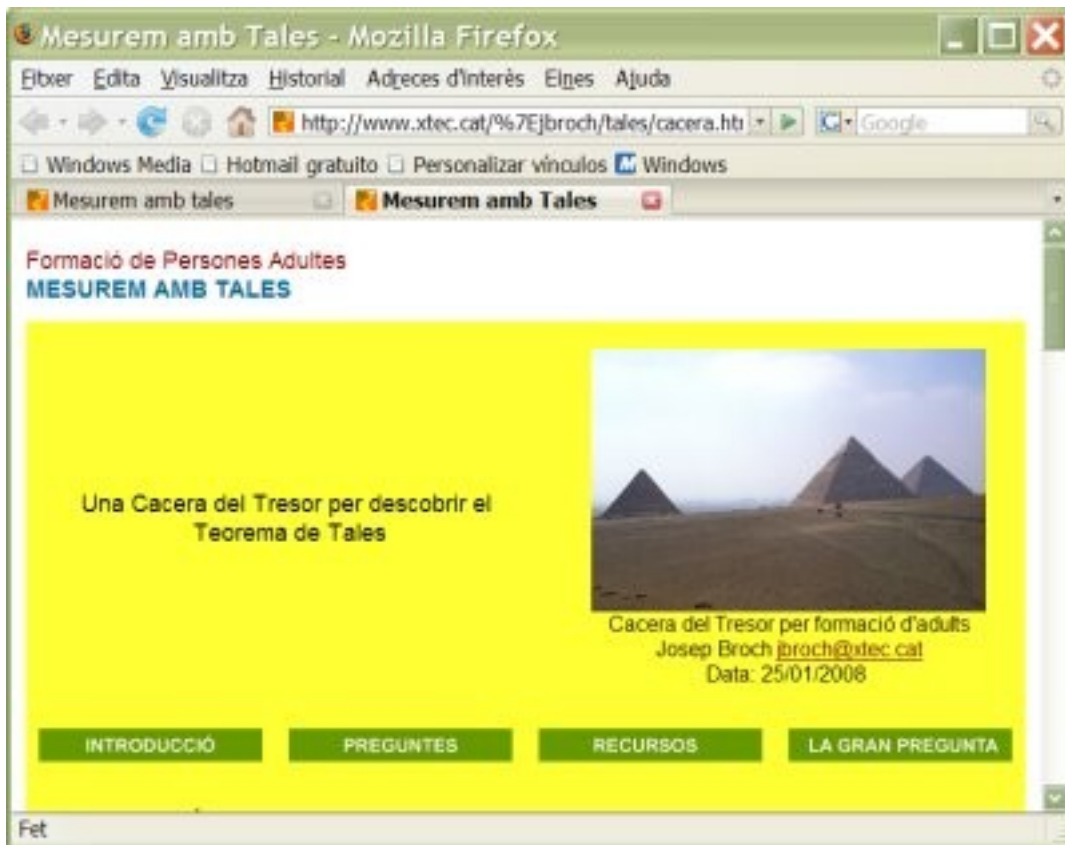 Mesurem amb Tales - Mozilla Firefox
Fitxer Edita Visualitza Historial Adreces d'interès Eines Ajuda
http://www.xtec.cat/%7Ejbroch/tales/cacera.htm Google
Windows Media Hotmail gratuito Personalizar vínculos Windows
Mesurem amb tales Mesurem amb Tales
Formació de Persones Adultes
MESUREM AMB TALES
Una Cacera del Tresor per descobrir el
Teorema de Tales
Cacera del Tresor per formació d'adults
Josep Broch jbroch@xtec.cat
Data: 25/01/2008
INTRODUCCIÓ PREGUNTES RECURSOS LA GRAN PREGUNTA
Fet